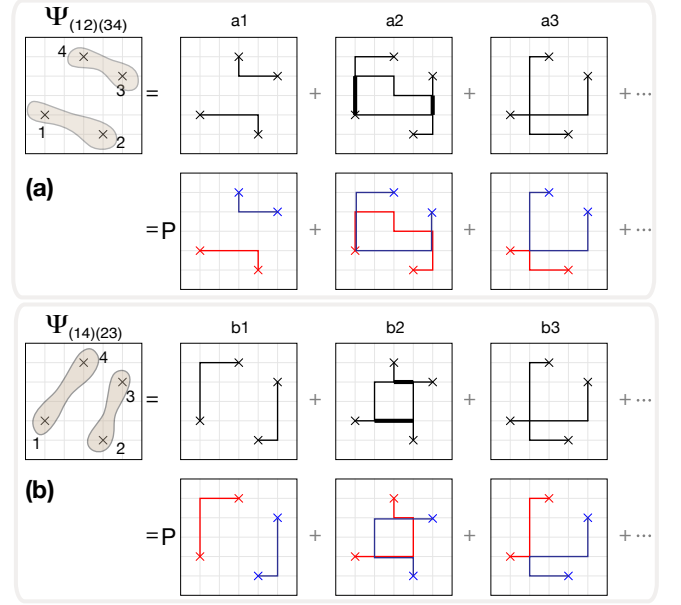 Ψ(12)(34) a1 a2 a3
4
3
1
2
= + + + ···
(a)
= P + + + ···
Ψ(14)(23) b1 b2 b3
4
3
1
2
= + + + ···
(b)
= P + + + ···